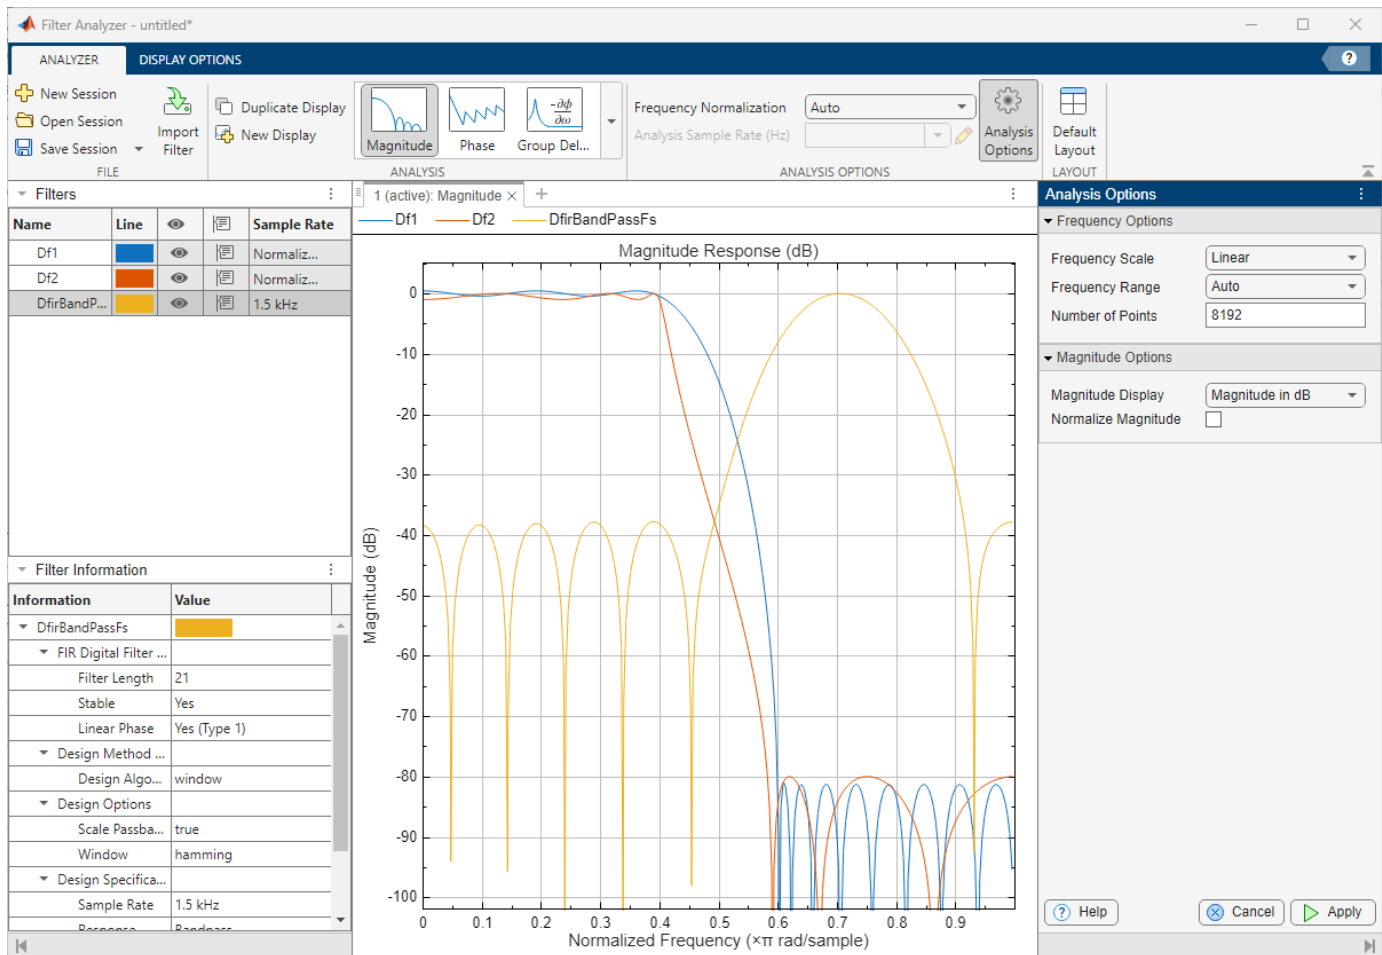 Filter Analyzer - untitled*
ANALYZER
DISPLAY OPTIONS
?
New Session
Open Session
Save Session
Import
Filter
FILE
Duplicate Display
New Display
Magnitude
Phase
-∂ϕ
∂ω
Group Del...
ANALYSIS
Frequency Normalization
Auto
Analysis Sample Rate (Hz)
Analysis
Options
ANALYSIS OPTIONS
Default
Layout
LAYOUT
Filters
Name Line Sample Rate
Df1 Normaliz...
Df2 Normaliz...
DfirBandP... 1.5 kHz
Filter Information
Information Value
DfirBandPassFs
FIR Digital Filter ...
Filter Length 21
Stable Yes
Linear Phase Yes (Type 1)
Design Method ...
Design Algo... window
Design Options
Scale Passba... true
Window hamming
Design Specifica...
Sample Rate 1.5 kHz
Response Bandpass
1 (active): Magnitude
Df1 Df2 DfirBandPassFs
Magnitude Response (dB)
Magnitude (dB)
0
-10
-20
-30
-40
-50
-60
-70
-80
-90
-100
0 0.1 0.2 0.3 0.4 0.5 0.6 0.7 0.8 0.9
Normalized Frequency (×π rad/sample)
Analysis Options
Frequency Options
Frequency Scale Linear
Frequency Range Auto
Number of Points 8192
Magnitude Options
Magnitude Display Magnitude in dB
Normalize Magnitude
? Help
Cancel
Apply